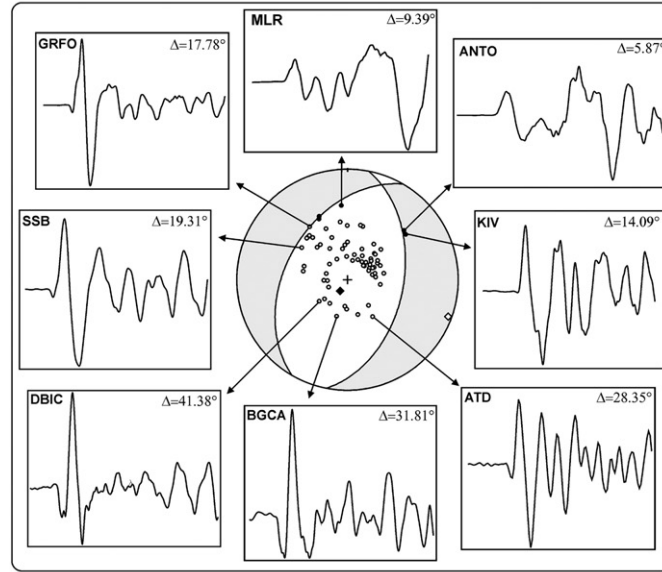 GRFO Δ=17.78°
MLR Δ=9.39°
ANTO Δ=5.87°
SSB Δ=19.31°
KIV Δ=14.09°
DBIC Δ=41.38°
BGCA Δ=31.81°
ATD Δ=28.35°